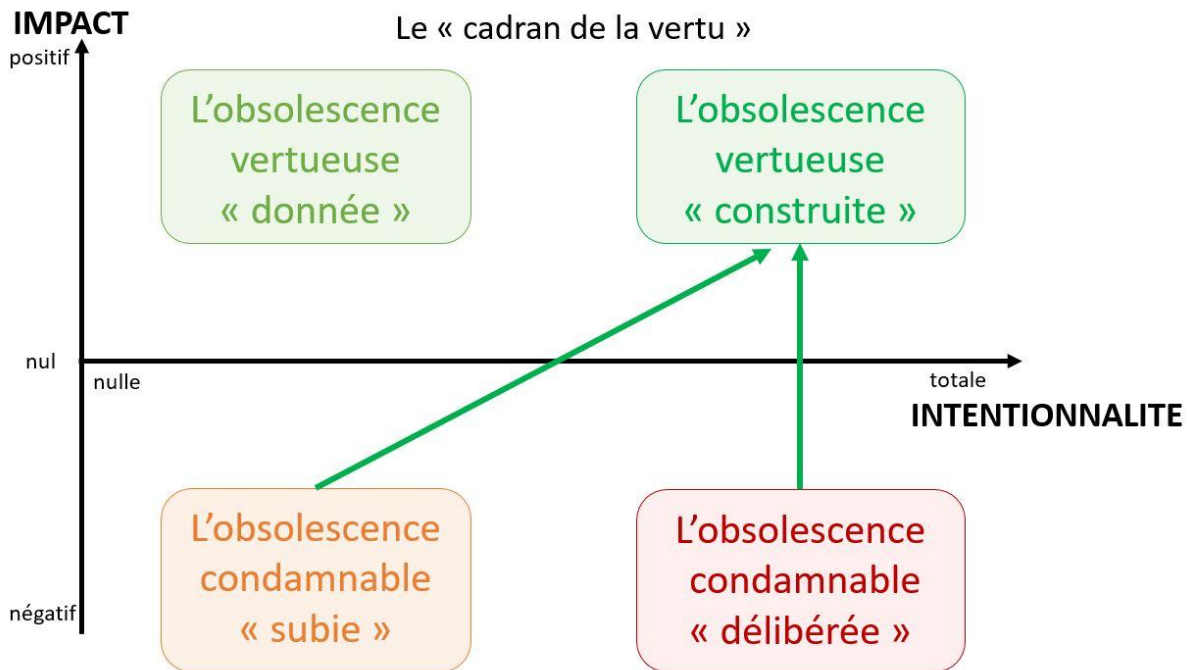 IMPACT
Le « cadran de la vertu »
positif
L’obsolescence
vertueuse
« donnée »
L’obsolescence
vertueuse
« construite »
nul
nulle
totale
INTENTIONNALITE
L’obsolescence
condamnable
« subie »
L’obsolescence
condamnable
« délibérée »
négatif